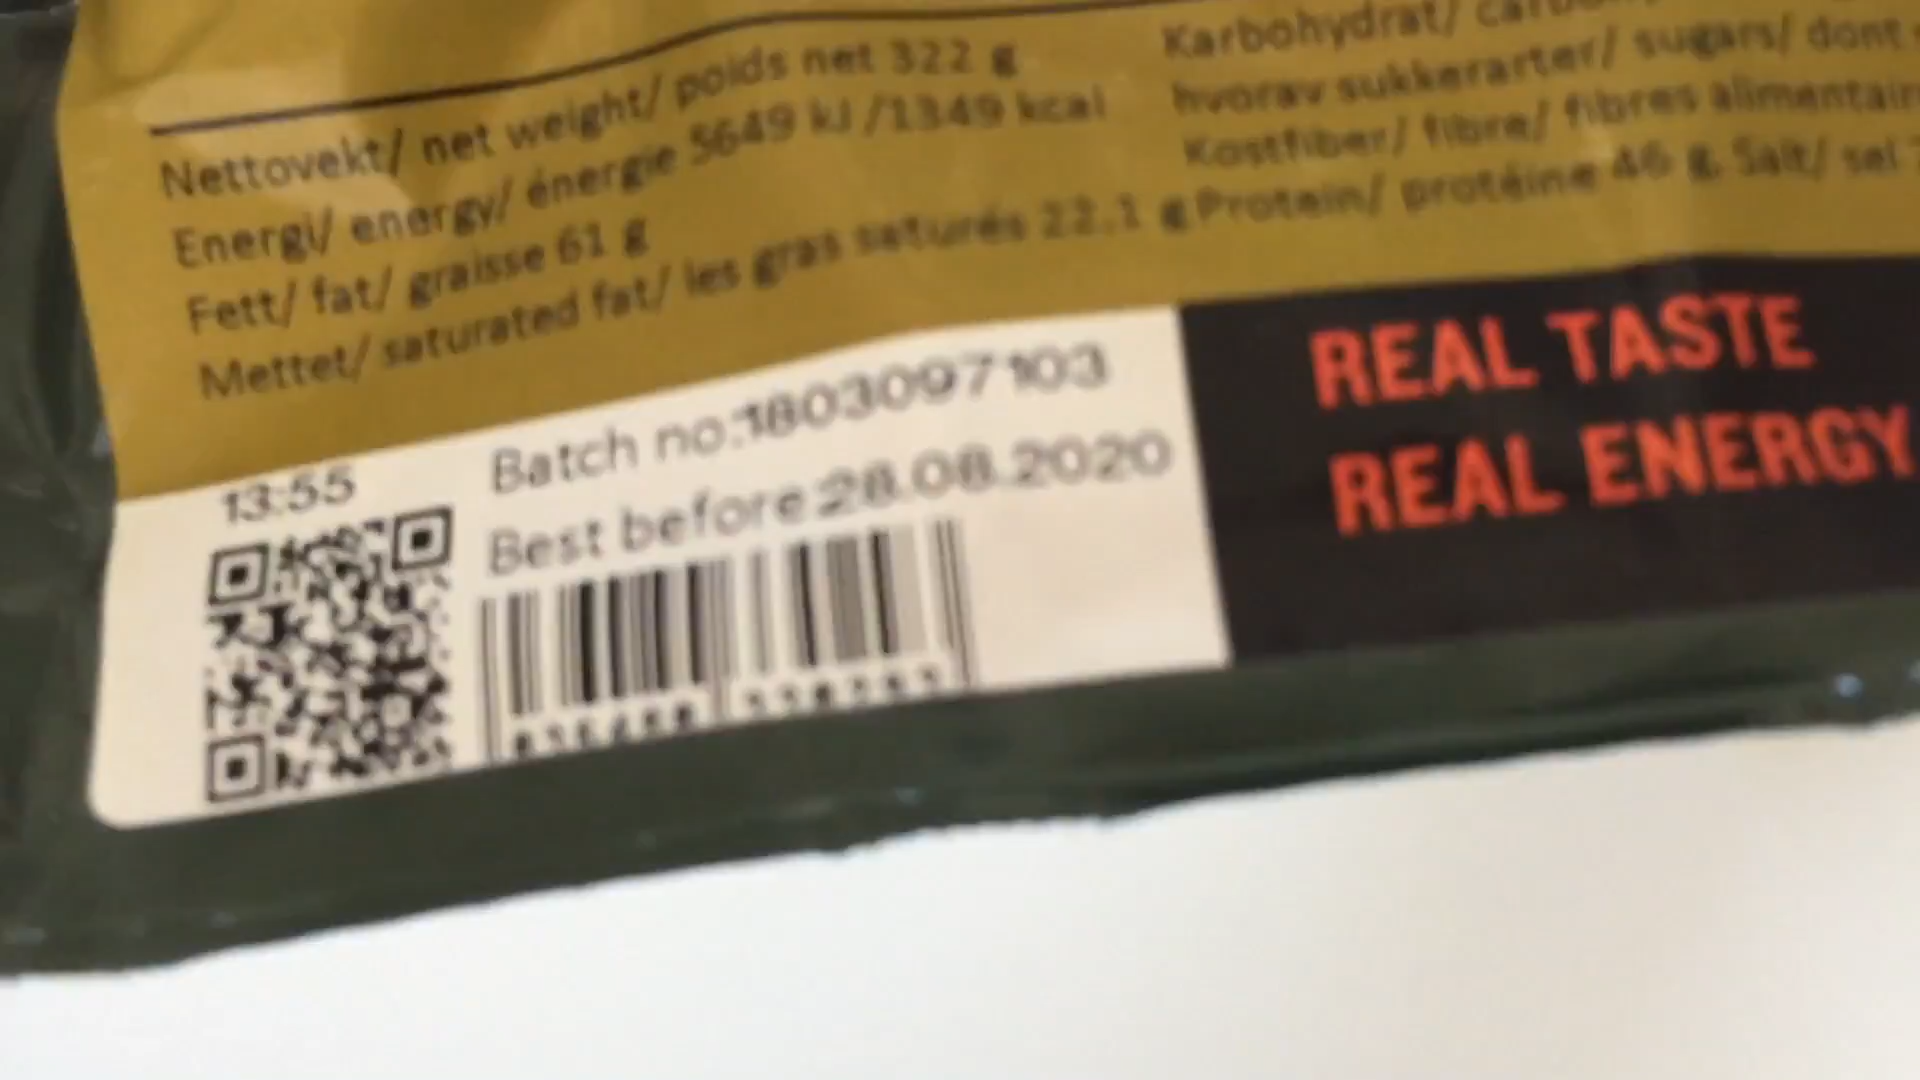 Nettovekt/ net weight/ poids net 322 g
Energi/ energy/ énergie 5649 kJ /1349 kcal
Fett/ fat/ graisse 61 g
Mettet/ saturated fat/ les gras saturés 22,1 g
Karbohydrat/
hvorav sukkerarter/ sugars/ dont
Kostfiber/ fibre/ fibres
Protein/ protéine 46 g, Salt/ sel
13:55
Batch no:1803097103
Best before 28.08.2020
REAL TASTE
REAL ENERGY